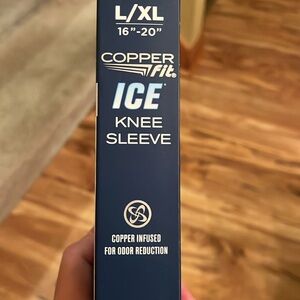 L/XL
16"-20"
COPPER
Fit®
ICE
KNEE
SLEEVE
COPPER INFUSED
FOR ODOR REDUCTION